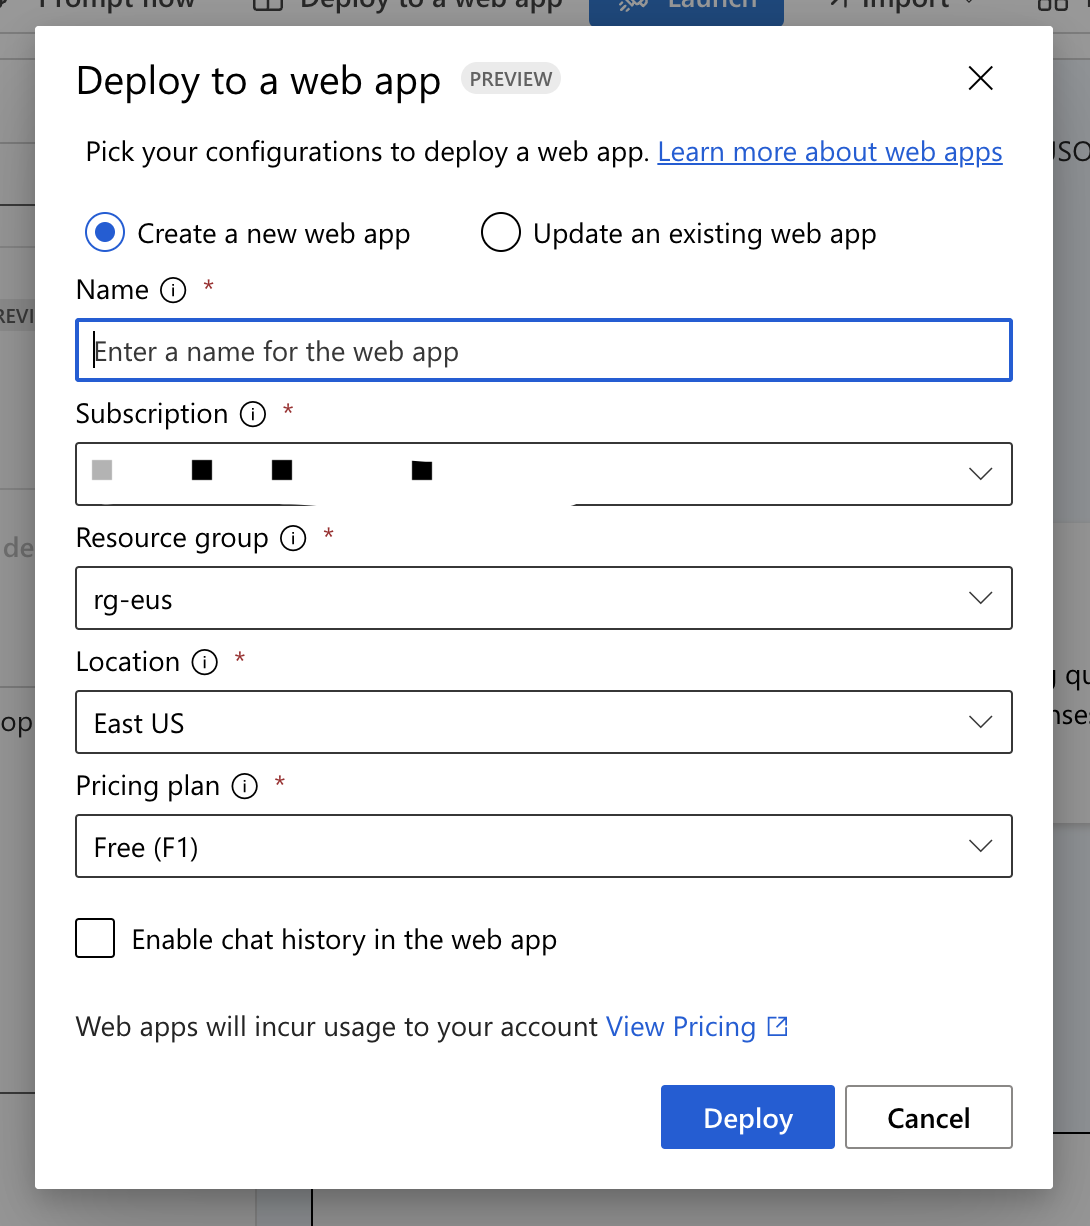 Deploy to a web app
Launch
Import
Deploy to a web app PREVIEW
Pick your configurations to deploy a web app. Learn more about web apps
Create a new web app Update an existing web app
Name *
Enter a name for the web app
Subscription *
Resource group *
rg-eus
Location *
East US
Pricing plan *
Free (F1)
Enable chat history in the web app
Web apps will incur usage to your account View Pricing
Deploy Cancel